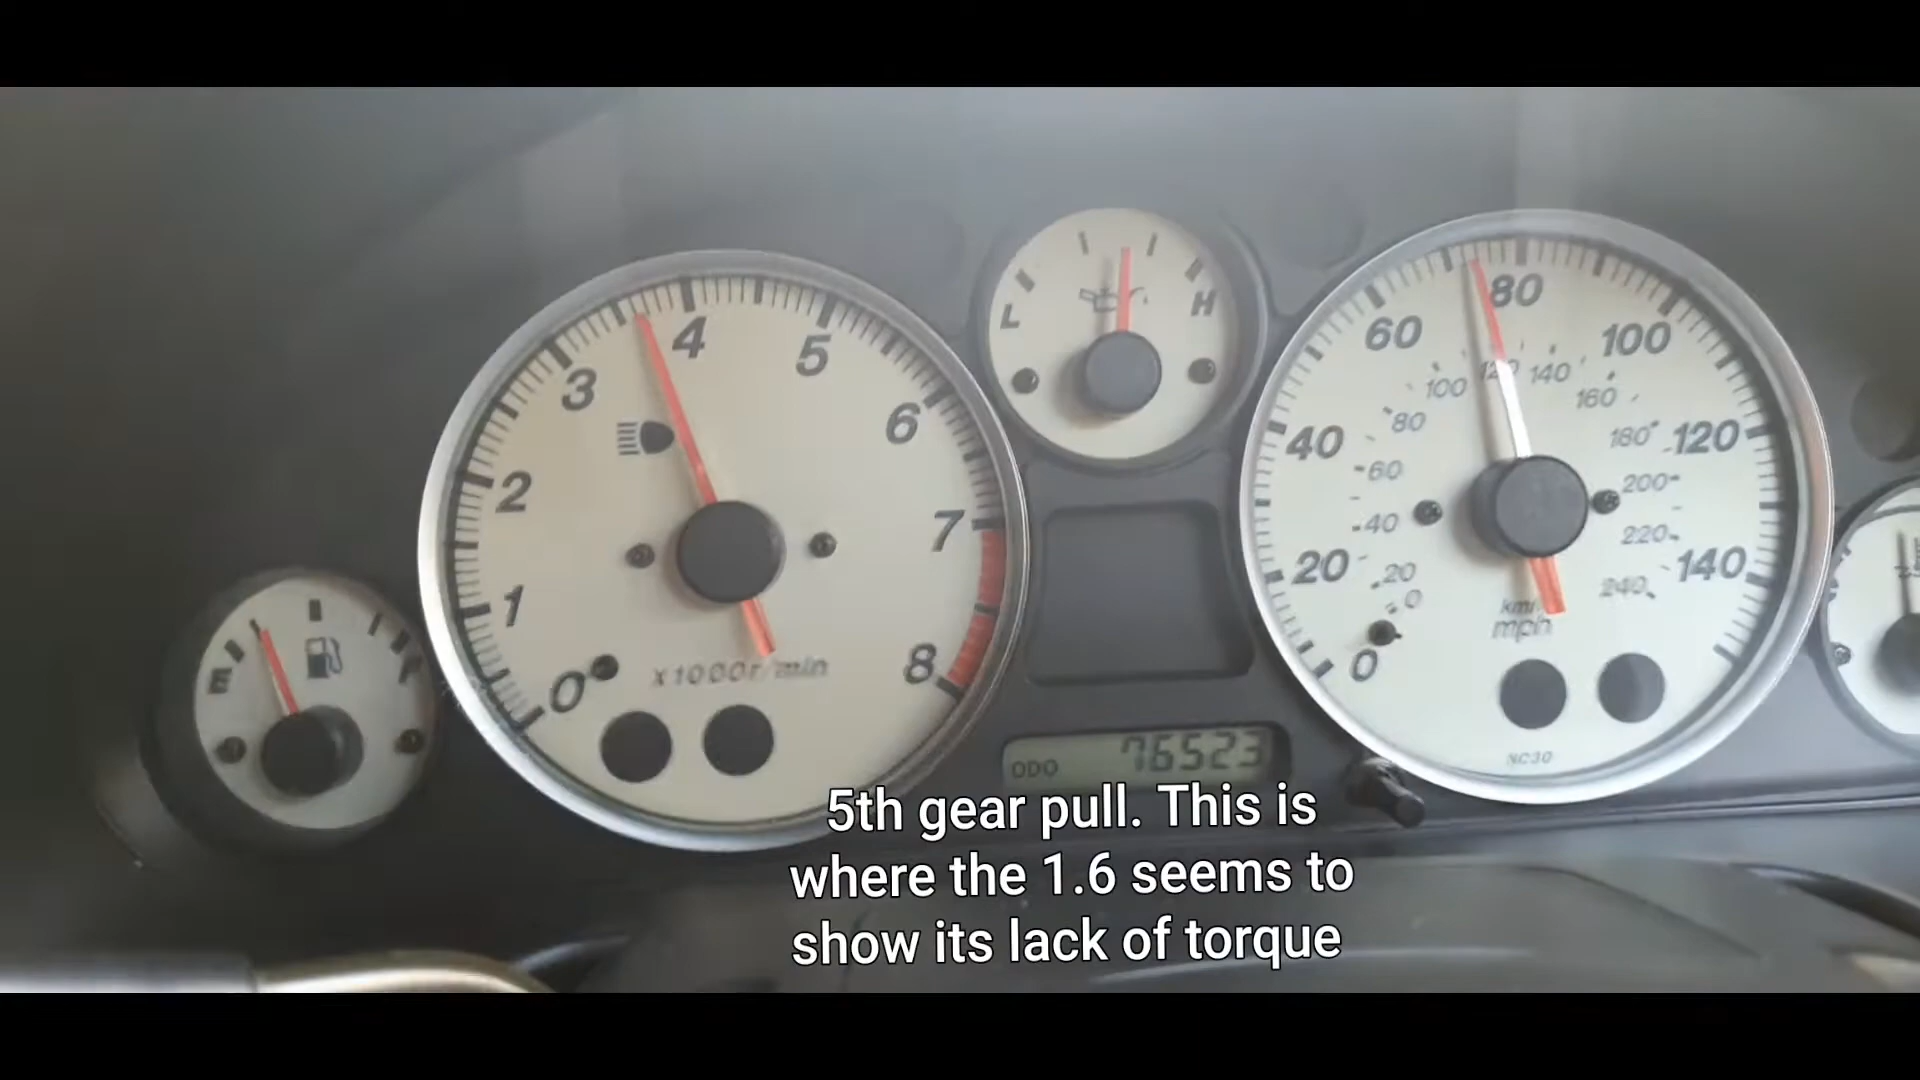 4
5
3
6
2
7
1
8
0
x1000r/min
E
F
L
H
80
60
100
40
120
20
140
0
120
140
100
160
80
180
60
200
40
220
20
240
0
km/h
mph
NC30
ODO 76523
5th gear pull. This is
where the 1.6 seems to
show its lack of torque